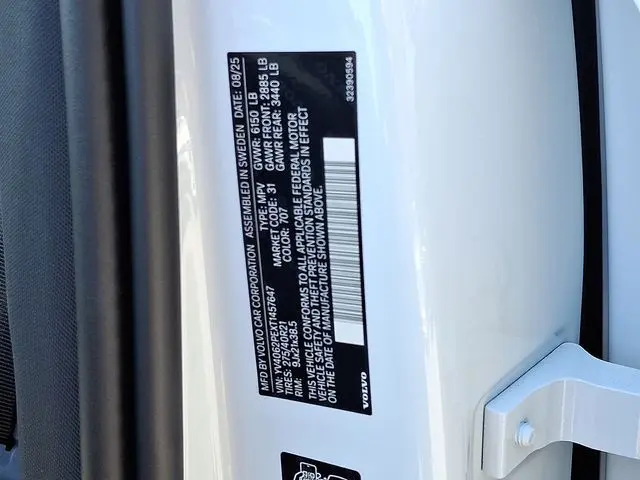 MFD BY VOLVO CAR CORPORATION ASSEMBLED IN SWEDEN DATE: 08/25
VIN: YV4062PEXT1457647 TYPE: MPV GVWR: 6150 LB
TIRES: 275/40R21 MARKET CODE: 31 GAWR FRONT: 2885 LB
RIM: 9Jx21x38.5 COLOR: 707 GAWR REAR: 3440 LB
THIS VEHICLE CONFORMS TO ALL APPLICABLE FEDERAL MOTOR
VEHICLE SAFETY AND THEFT PREVENTION STANDARDS IN EFFECT
ON THE DATE OF MANUFACTURE SHOWN ABOVE.
VOLVO 32390594